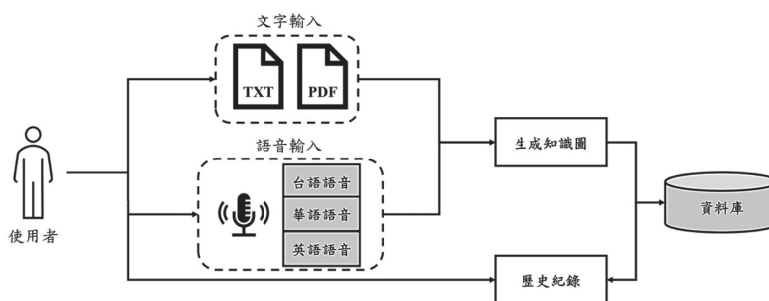 文字輸入
TXT
PDF
語音輸入
台語語音
華語語音
英語語音
使用者
生成知識圖
資料庫
歷史紀錄